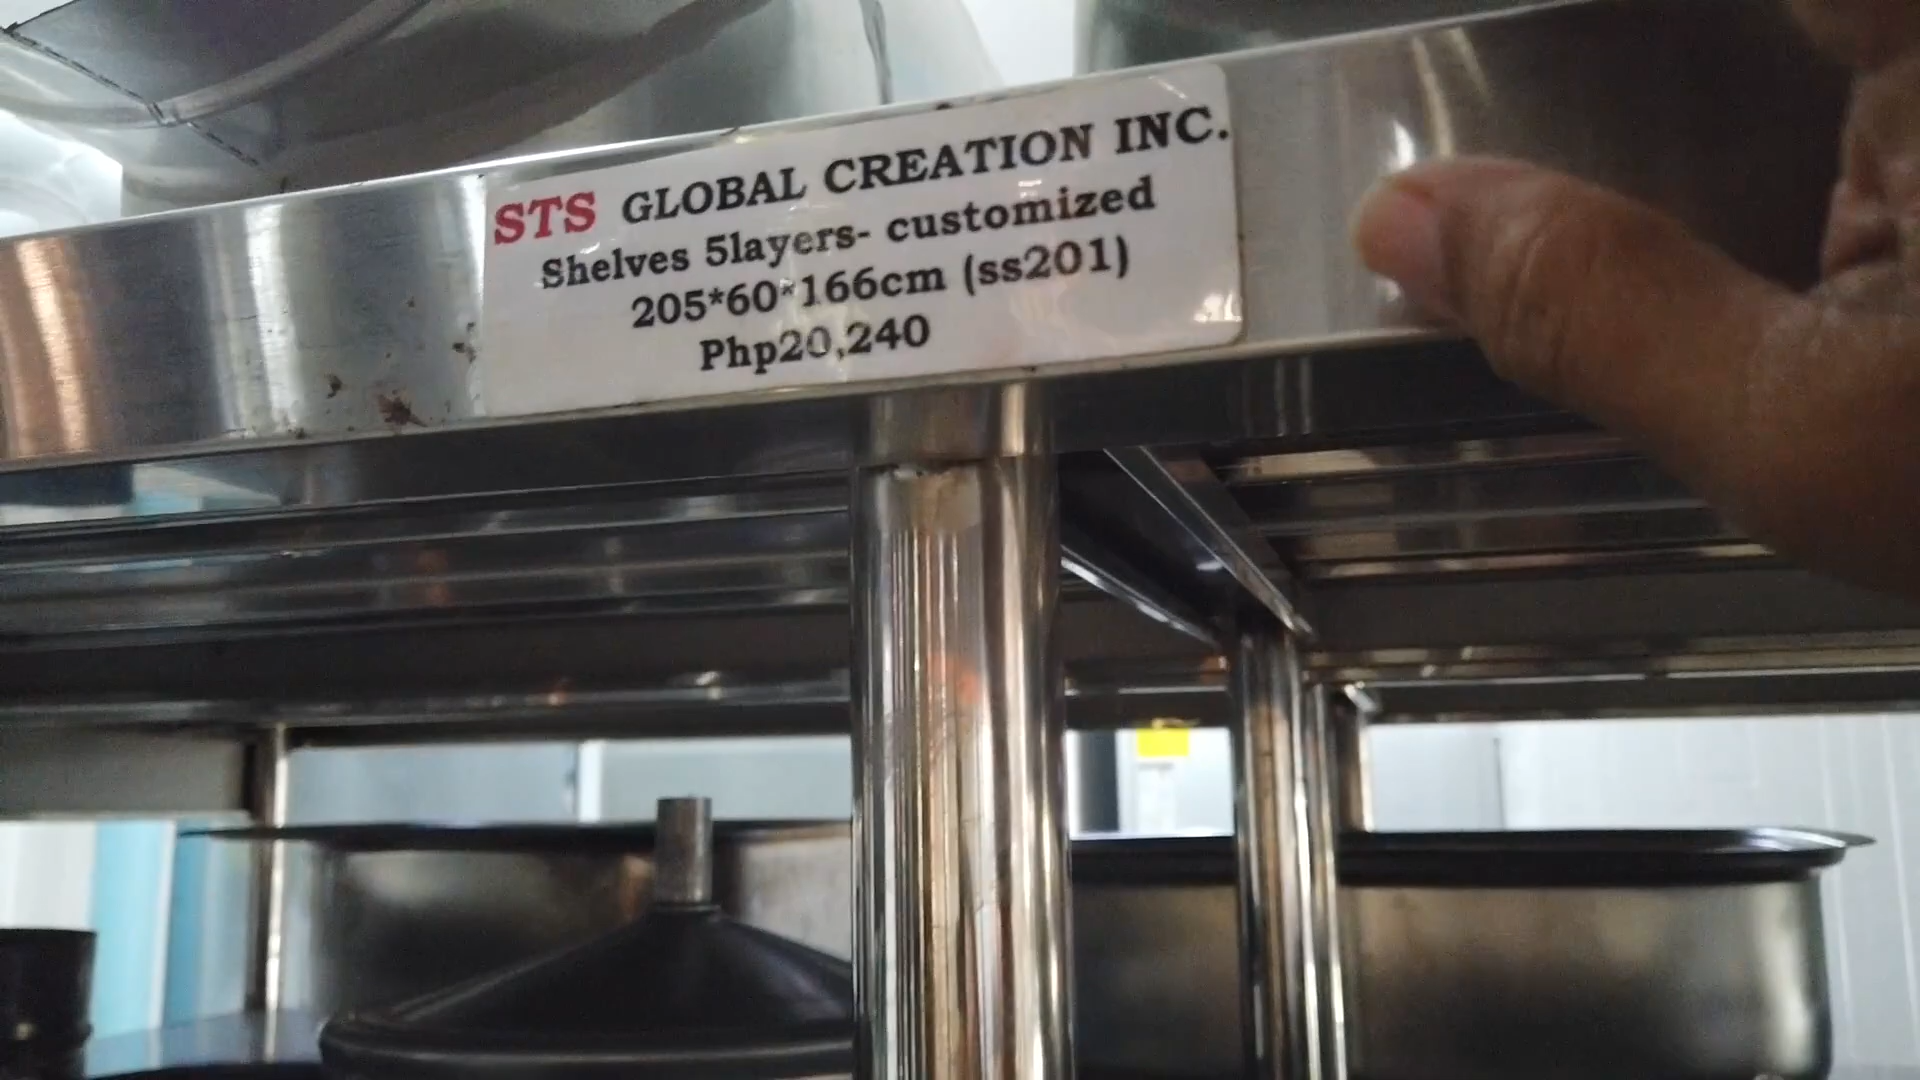 STS GLOBAL CREATION INC.
Shelves 5layers- customized
205*60*166cm (ss201)
Php20,240